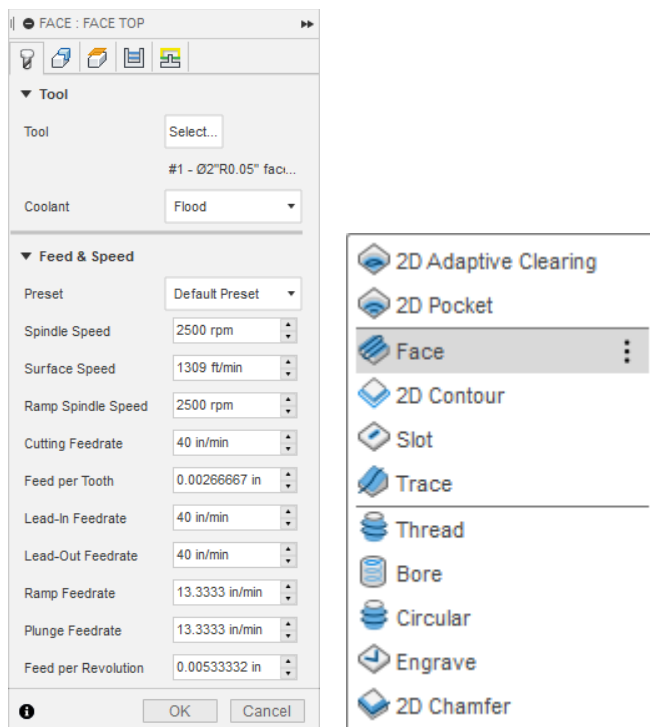 FACE : FACE TOP
Tool
Tool Select...
#1 - Ø2"R0.05" face...
Coolant Flood
Feed & Speed
Preset Default Preset
Spindle Speed 2500 rpm
Surface Speed 1309 ft/min
Ramp Spindle Speed 2500 rpm
Cutting Feedrate 40 in/min
Feed per Tooth 0.00266667 in
Lead-In Feedrate 40 in/min
Lead-Out Feedrate 40 in/min
Ramp Feedrate 13.3333 in/min
Plunge Feedrate 13.3333 in/min
Feed per Revolution 0.00533332 in
OK Cancel
2D Adaptive Clearing
2D Pocket
Face
2D Contour
Slot
Trace
Thread
Bore
Circular
Engrave
2D Chamfer